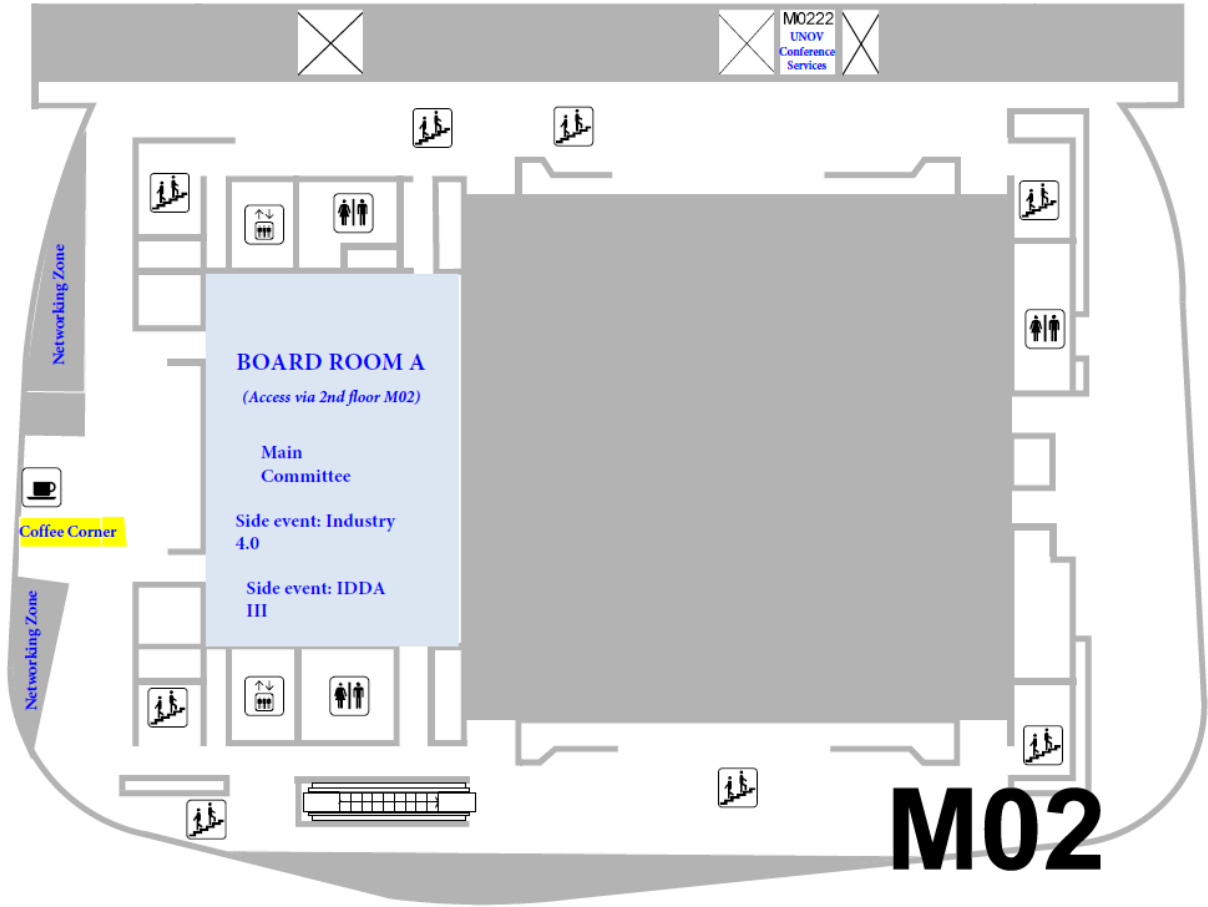 M0222
UNOV
Conference
Services
Networking Zone
BOARD ROOM A
(Access via 2nd floor M02)
Main
Committee
Side event: Industry
4.0
Side event: IDDA
III
Coffee Corner
Networking Zone
M02